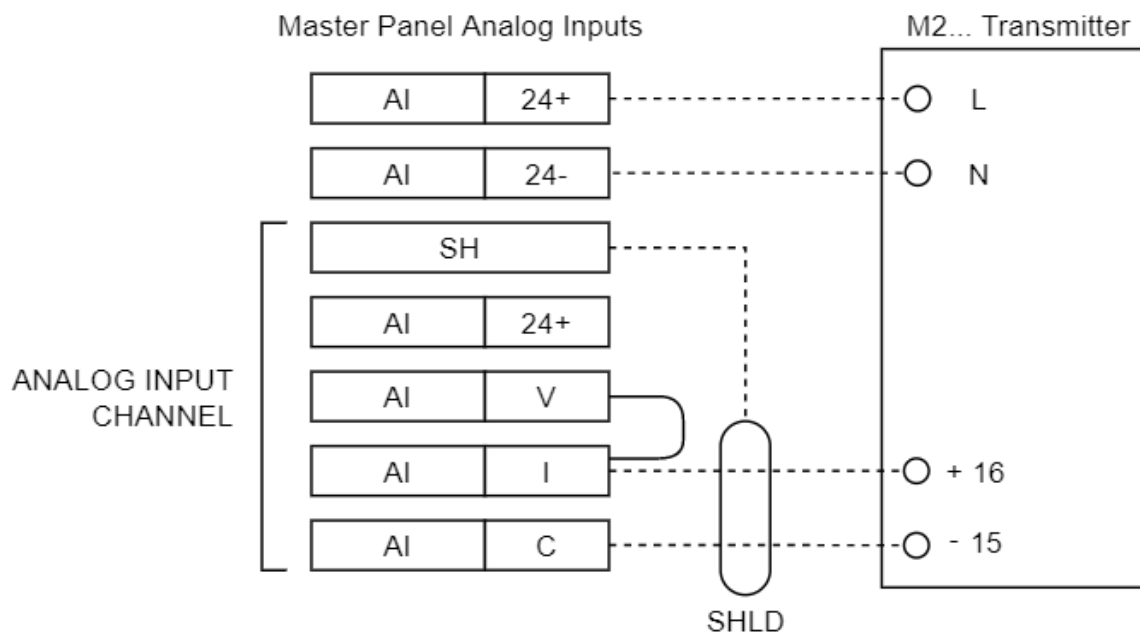 Master Panel Analog Inputs
M2... Transmitter
AI 24+
L
AI 24-
N
SH
AI 24+
ANALOG INPUT
CHANNEL
AI V
AI I
+ 16
AI C
- 15
SHLD